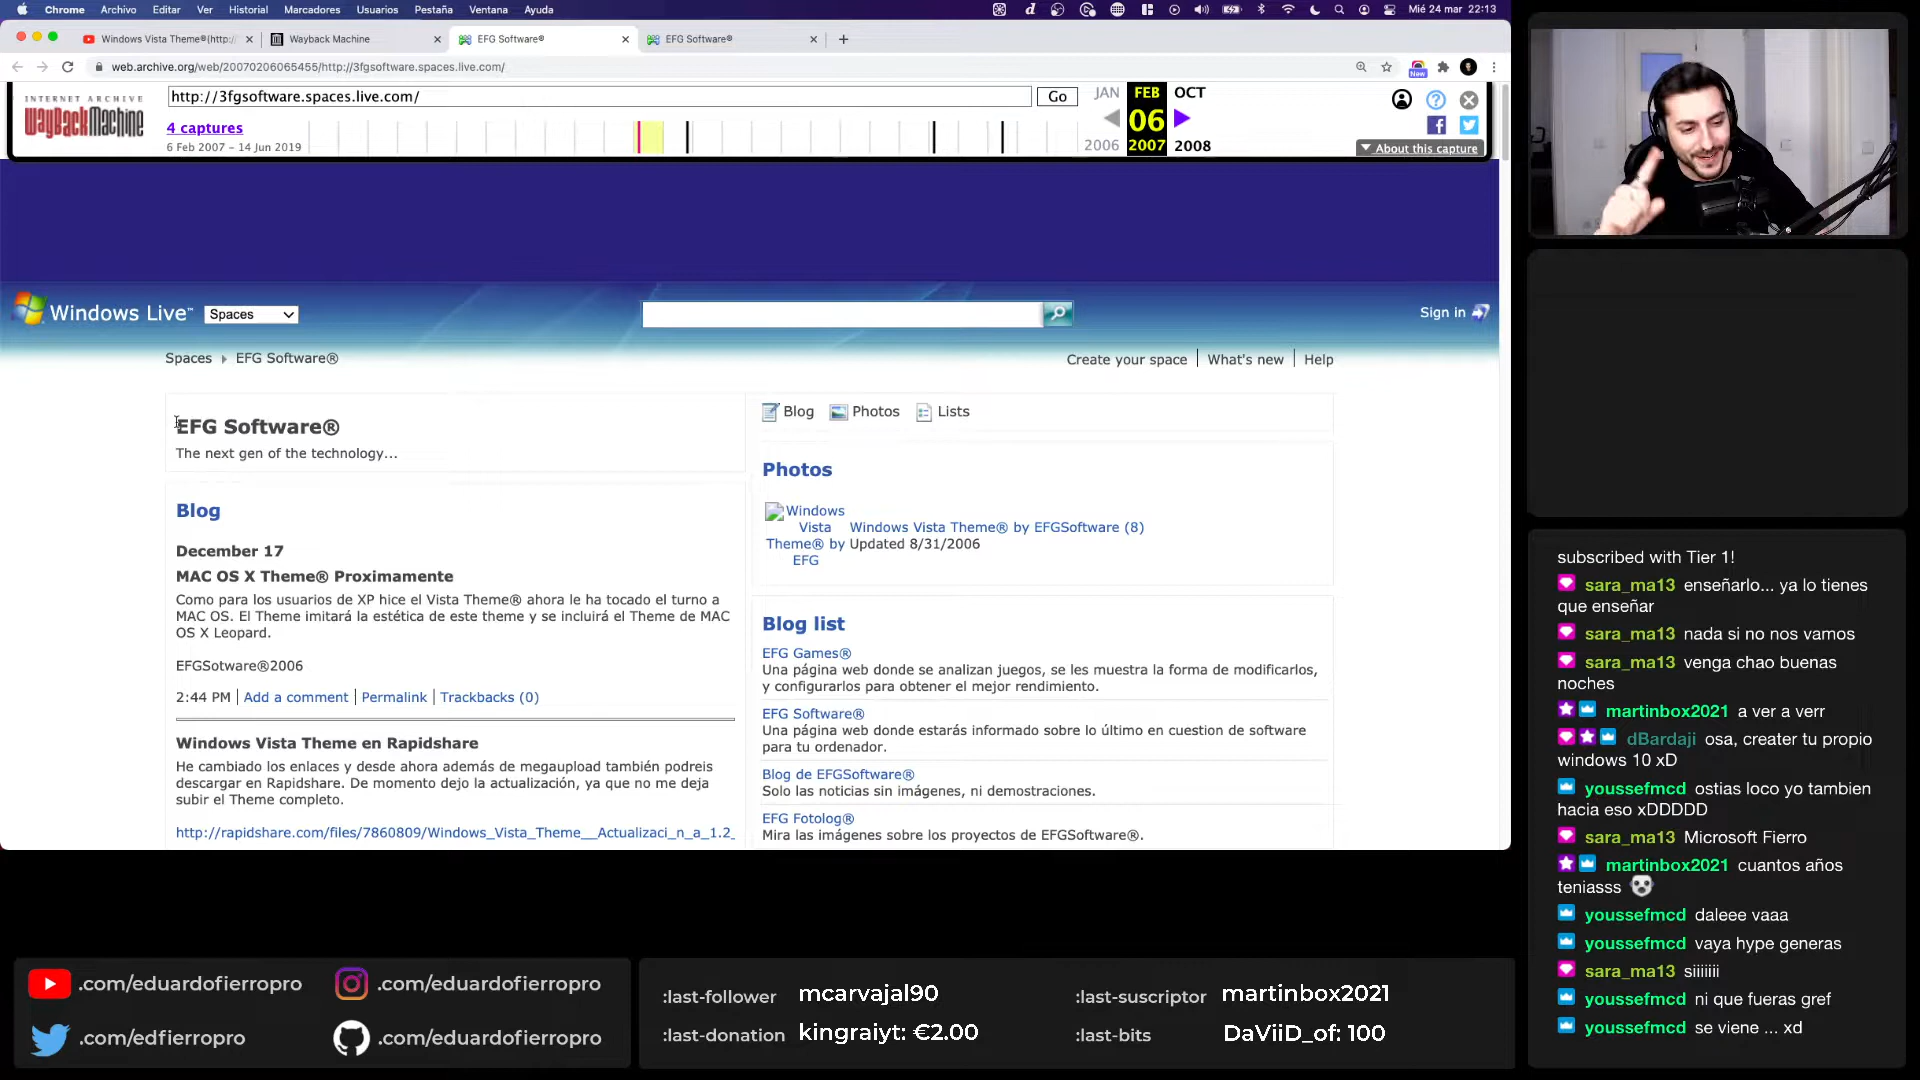 Chrome Archivo Editar Ver Historial Marcadores Usuarios Pestaña Ventana Ayuda
Mié 24 mar 22:13
Windows Vista Theme®(http:/
Wayback Machine
EFG Software®
EFG Software®
web.archive.org/web/20070206065455/http://3fgsoftware.spaces.live.com/
New
INTERNET ARCHIVE
WayBackMachine
http://3fgsoftware.spaces.live.com/
Go
JAN FEB OCT
06
2006 2007 2008
4 captures
6 Feb 2007 – 14 Jun 2019
About this capture
Windows Live™
Spaces
Sign in
Spaces EFG Software®
Create your space What's new Help
EFG Software®
The next gen of the technology...
Blog
December 17
MAC OS X Theme® Proximamente
Como para los usuarios de XP hice el Vista Theme® ahora le ha tocado el turno a
MAC OS. El Theme imitará la estética de este theme y se incluirá el Theme de MAC
OS X Leopard.
EFGSotware®2006
2:44 PM Add a comment Permalink Trackbacks (0)
Windows Vista Theme en Rapidshare
He cambiado los enlaces y desde ahora además de megaupload también podreis
descargar en Rapidshare. De momento dejo la actualización, ya que no me deja
subir el Theme completo.
http://rapidshare.com/files/7860809/Windows_Vista_Theme__Actualizaci_n_a_1.2_
Blog Photos Lists
Photos
Windows
Vista
Theme® by
EFG
Windows Vista Theme® by EFGSoftware (8)
Updated 8/31/2006
Blog list
EFG Games®
Una página web donde se analizan juegos, se les muestra la forma de modificarlos,
y configurarlos para obtener el mejor rendimiento.
EFG Software®
Una página web donde estarás informado sobre lo último en cuestion de software
para tu ordenador.
Blog de EFGSoftware®
Solo las noticias sin imágenes, ni demostraciones.
EFG Fotolog®
Mira las imágenes sobre los proyectos de EFGSoftware®.
subscribed with Tier 1!
sara_ma13 enseñarlo... ya lo tienes
que enseñar
sara_ma13 nada si no nos vamos
sara_ma13 venga chao buenas
noches
martinbox2021 a ver a verr
dBardaji osa, creater tu propio
windows 10 xD
youssefmcd ostias loco yo tambien
hacia eso xDDDDD
sara_ma13 Microsoft Fierro
martinbox2021 cuantos años
teniasss
youssefmcd daleee vaaa
youssefmcd vaya hype generas
sara_ma13 siiiiiii
youssefmcd ni que fueras gref
youssefmcd se viene ... xd
.com/eduardofierropro
.com/eduardofierropro
.com/edfierropro
.com/eduardofierropro
:last-follower mcarvajal90
:last-suscriptor martinbox2021
:last-donation kingraiyt: €2.00
:last-bits DaViiD_of: 100